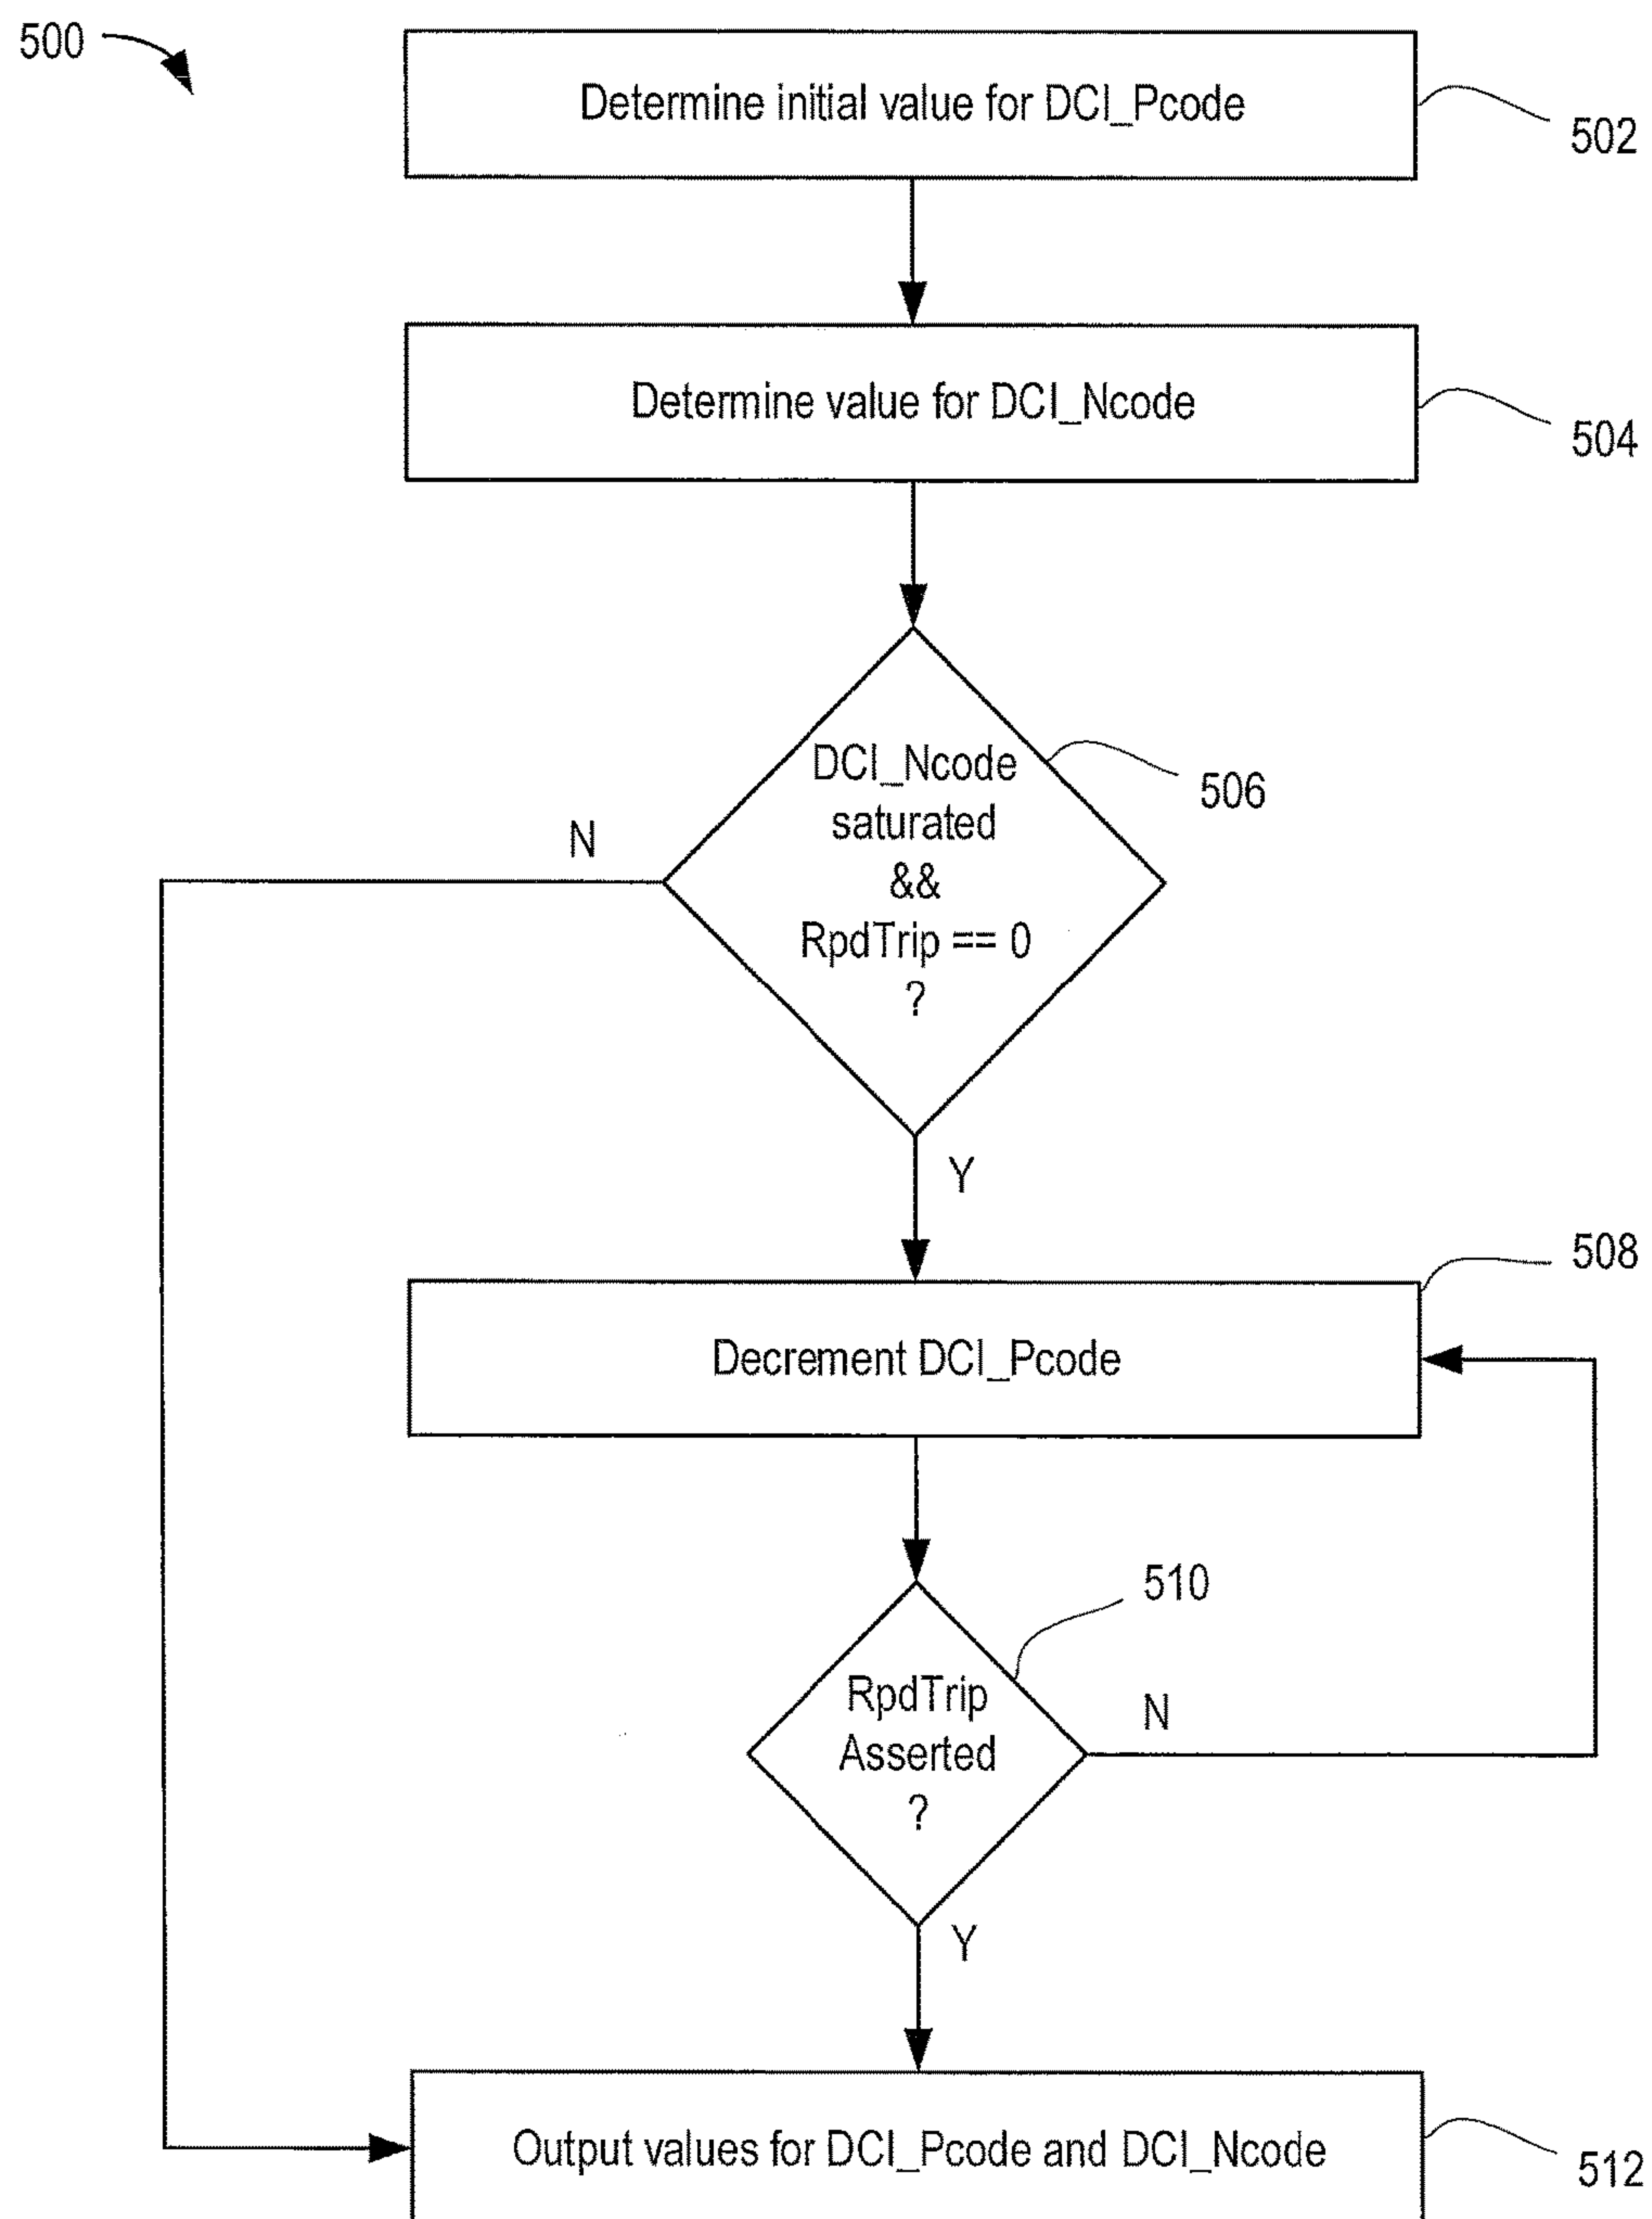 500
Determine initial value for DCI_Pcode
502
Determine value for DCI_Ncode
504
DCI_Ncode
saturated
&&
RpdTrip == 0
?
506
N
Y
508
Decrement DCI_Pcode
510
RpdTrip
Asserted
?
N
Y
Output values for DCI_Pcode and DCI_Ncode
512